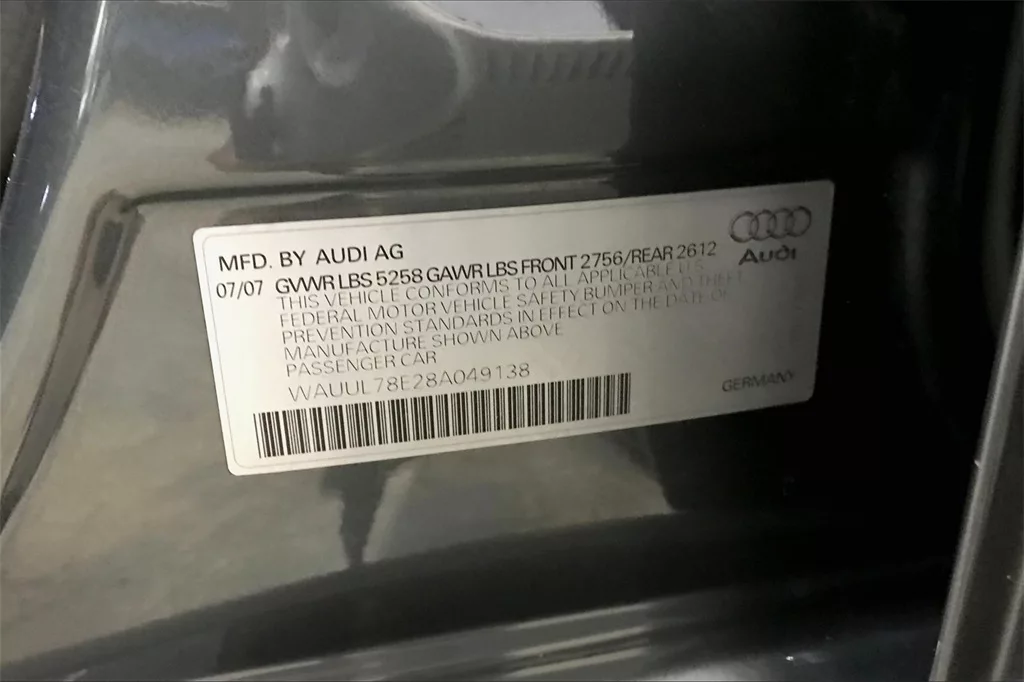 MFD. BY AUDI AG
07/07 GVWR LBS 5258 GAWR LBS FRONT 2756/REAR 2612
THIS VEHICLE CONFORMS TO ALL APPLICABLE U.S.
FEDERAL MOTOR VEHICLE SAFETY BUMPER AND THEFT
PREVENTION STANDARDS IN EFFECT ON THE DATE OF
MANUFACTURE SHOWN ABOVE
PASSENGER CAR
WAUUL78E28A049138
Audi
GERMANY